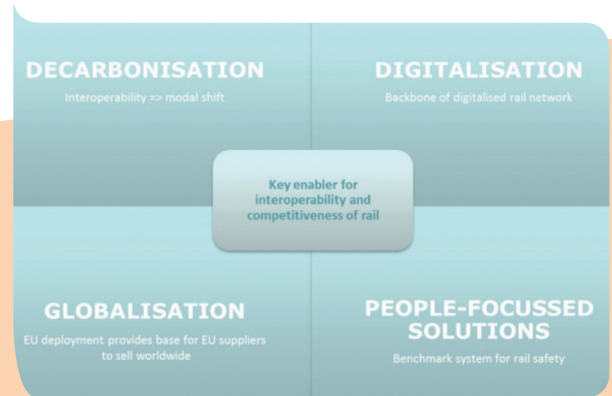 DECARBONISATION
Interoperability => modal shift
DIGITALISATION
Backbone of digitalised rail network
Key enabler for
interoperability and
competitiveness of rail
GLOBALISATION
EU deployment provides base for EU suppliers
to sell worldwide
PEOPLE-FOCUSSED
SOLUTIONS
Benchmark system for rail safety